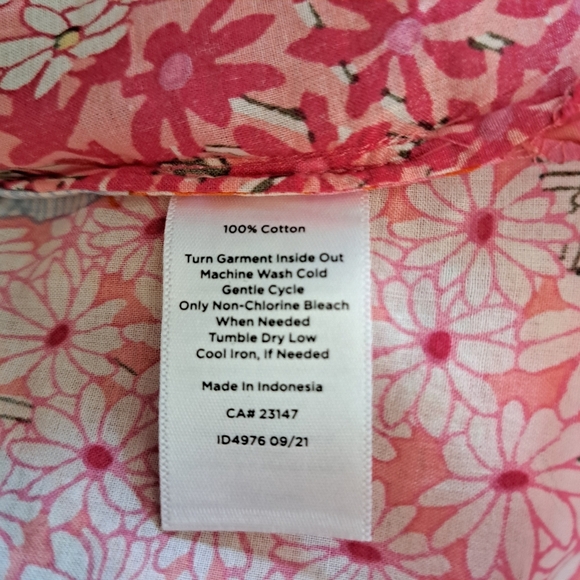 100% Cotton
Turn Garment Inside Out
Machine Wash Cold
Gentle Cycle
Only Non-Chlorine Bleach
When Needed
Tumble Dry Low
Cool Iron, If Needed
Made In Indonesia
CA# 23147
ID4976 09/21